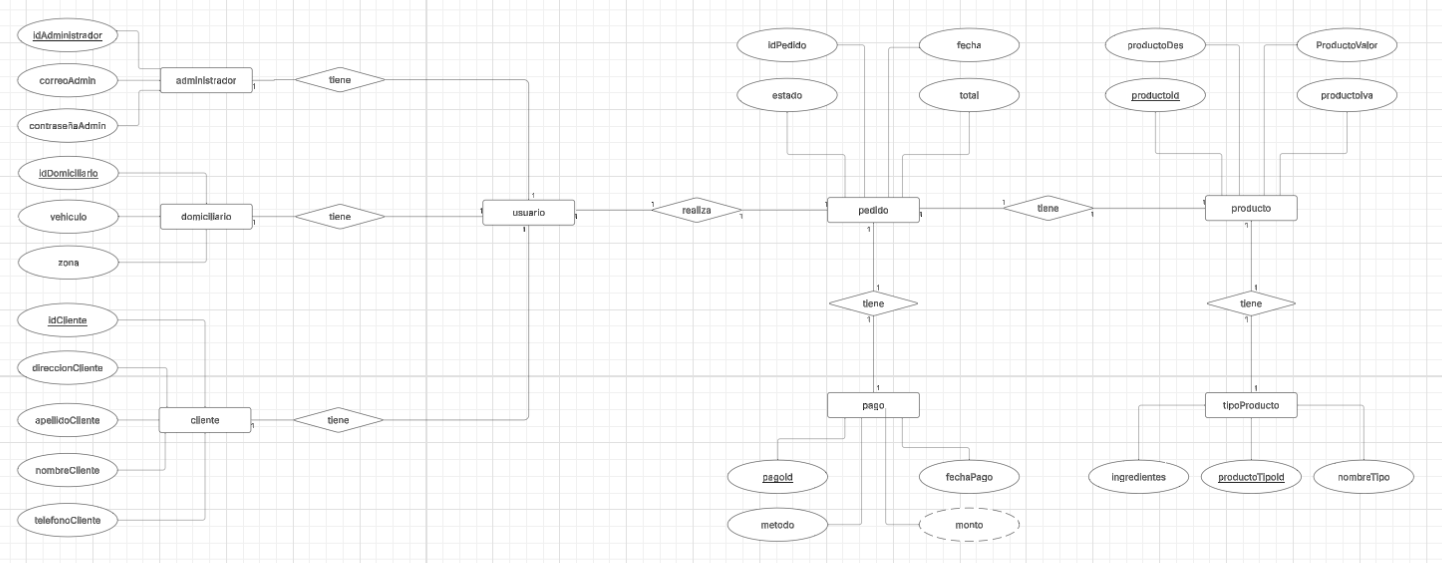 idAdministrador
correoAdmin
contraseñaAdmin
administrador
1
tiene
idDomiciliario
vehiculo
zona
domiciliario
1
tiene
idCliente
direccionCliente
apellidoCliente
nombreCliente
telefonoCliente
cliente
1
tiene
1
1
usuario
1
1
1
realiza
1
idPedido
estado
fecha
total
1
pedido
1
1
1
tiene
1
1
pago
pagoId
metodo
fechaPago
monto
1
tiene
1
productoDes
productoId
ProductoValor
productoIva
1
producto
1
1
tiene
1
1
tipoProducto
ingredientes
productoTipoId
nombreTipo